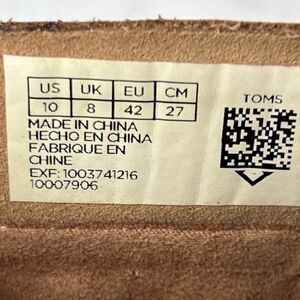 US UK EU CM TOMS
10 8 42 27
MADE IN CHINA
HECHO EN CHINA
FABRIQUE EN
CHINE
EXF: 1003741216
10007906